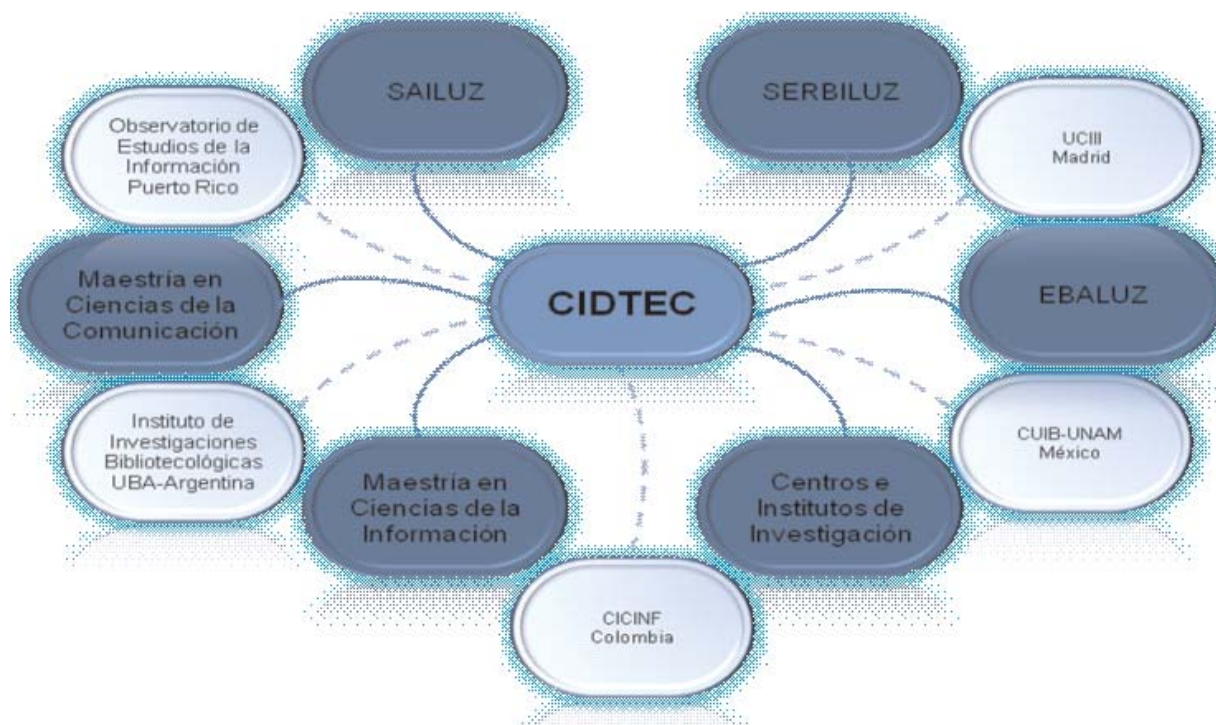 SAILUZ
SERBILUZ
Observatorio de
Estudios de la
Información
Puerto Rico
UCIII
Madrid
Maestría en
Ciencias de la
Comunicación
CIDTEC
EBALUZ
Instituto de
Investigaciones
Bibliotecológicas
UBA-Argentina
CUIB-UNAM
México
Maestría en
Ciencias de la
Información
Centros e
Institutos de
Investigación
CICINF
Colombia